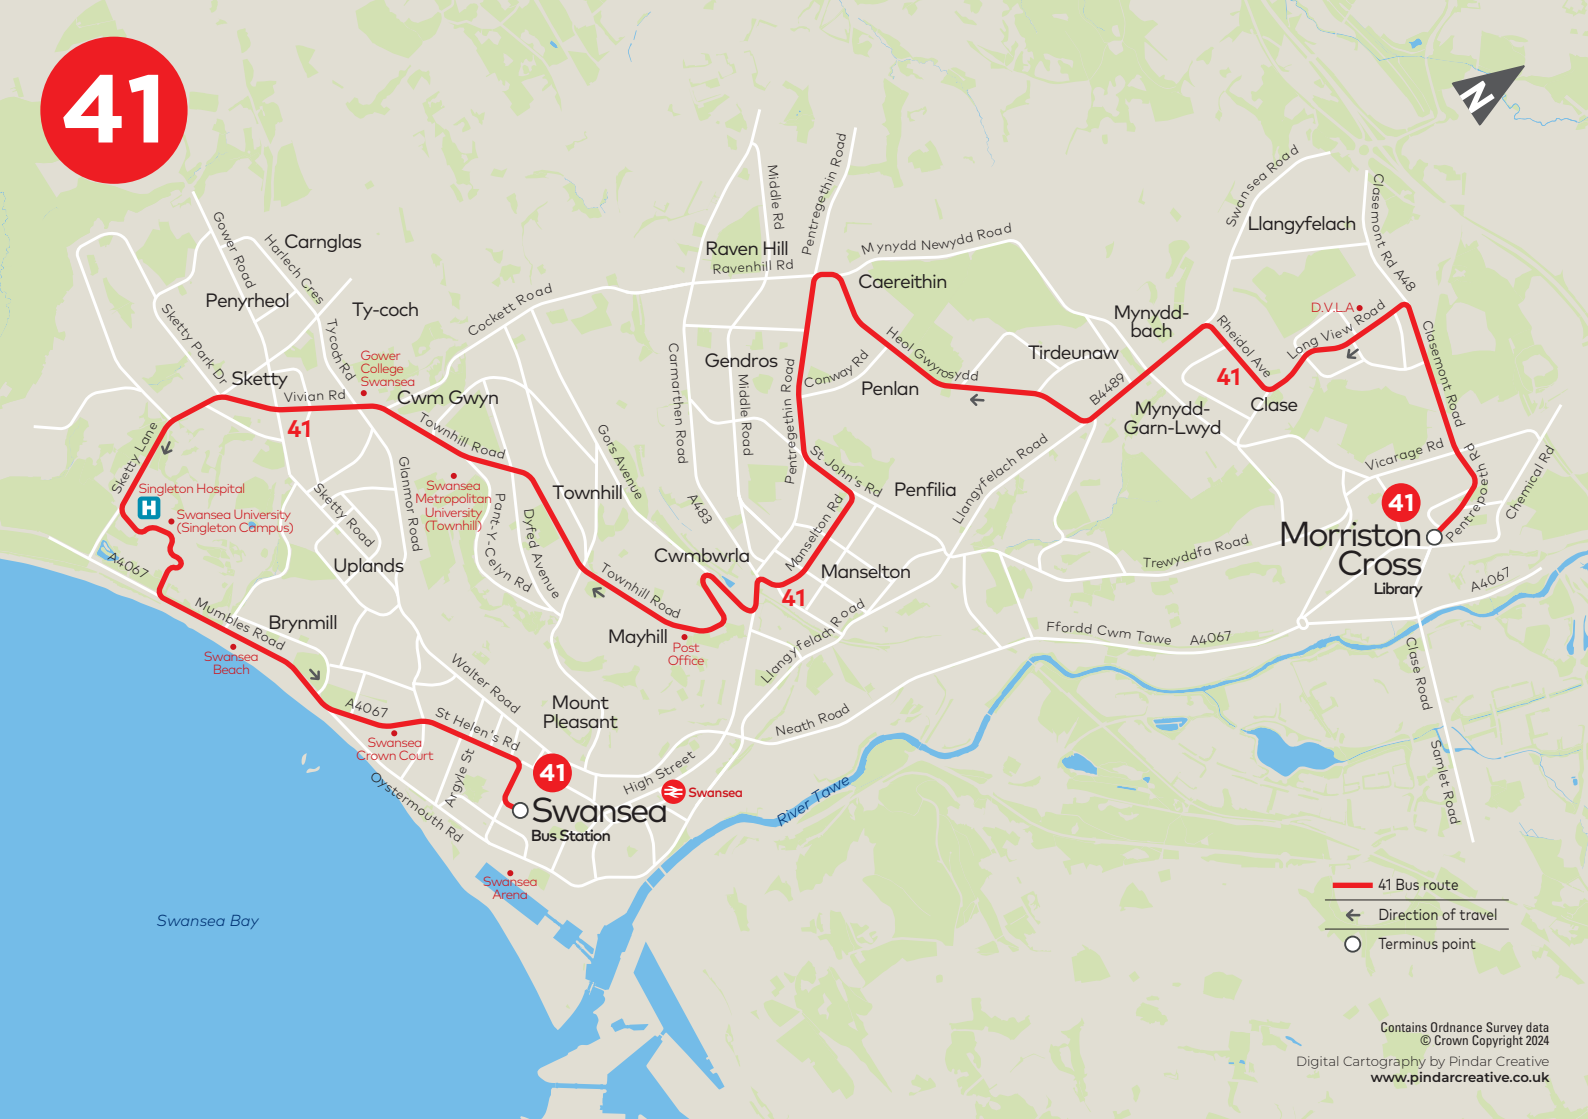 41
N
Carnglas
Gower Road
Harlech Cres
Penyrheol
Ty-coch
Sketty Park Dr
Tycoch Rd
Cockett Road
Gower
College
Swansea
Sketty
Vivian Rd
Cwm Gwyn
41
Townhill Road
Sketty Lane
Singleton Hospital
H
Swansea University
(Singleton Campus)
A4067
Sketty Road
Glanmor Road
Swansea
Metropolitan
University
(Townhill)
Pant-Y-Celyn Rd
Dyfed Avenue
Townhill
Gors Avenue
Uplands
Brynmill
Mumbles Road
Swansea
Beach
A4067
Swansea
Crown Court
Walter Road
St Helen's Rd
Argyle St
Oystermouth Rd
Mount
Pleasant
41
Swansea
Bus Station
High Street
Swansea
Swansea
Arena
Swansea Bay
River Tawe
Neath Road
Townhill Road
Mayhill
Post
Office
Cwmbwrla
A483
Carmarthen Road
Middle Road
Gendros
Raven Hill
Ravenhill Rd
Middle Rd
Pentregethin Road
Pentregethin Road
Mynydd Newydd Road
Caereithin
Conway Rd
Heol Gwyrosydd
Penlan
Tirdeunaw
St John's Rd
Penfilia
Manselton Rd
Manselton
41
Llangyfelach Road
Llangyfelach Road
B4489
Mynydd-
bach
Mynydd-
Garn-Lwyd
Rheidol Ave
41
Clase
Long View Road
D.V.L.A
Swansea Road
Llangyfelach
Clasemont Rd A48
Clasemont Road
Vicarage Rd
Pentrepoeth Rd
Chemical Rd
41
Morriston
Cross
Library
Trewyddfa Road
Ffordd Cwm Tawe
A4067
A4067
Clase Road
Samlet Road
41 Bus route
Direction of travel
Terminus point
Contains Ordnance Survey data
© Crown Copyright 2024
Digital Cartography by Pindar Creative
www.pindarcreative.co.uk